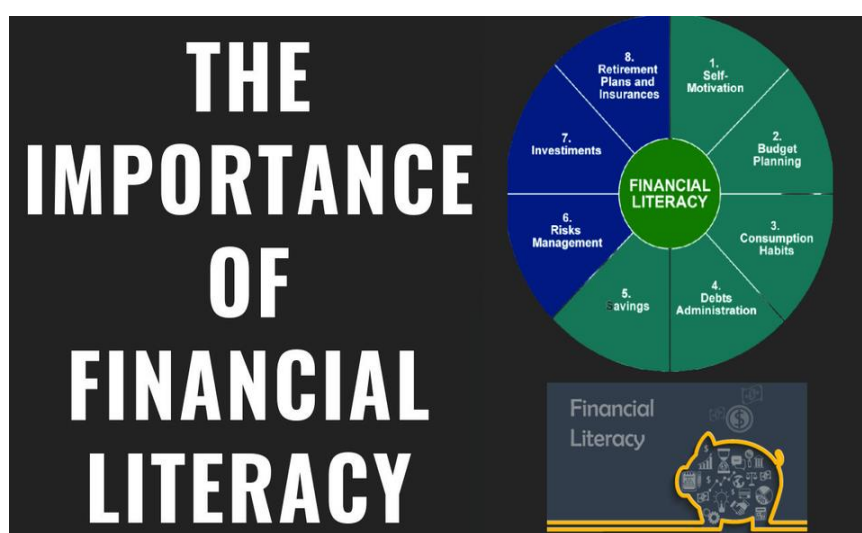 THE
IMPORTANCE
OF
FINANCIAL
LITERACY
8.
Retirement
Plans and
Insurances
1.
Self-
Motivation
7.
Investiments
2.
Budget
Planning
FINANCIAL
LITERACY
6.
Risks
Management
3.
Consumption
Habits
5.
Savings
4.
Debts
Administration
Financial
Literacy